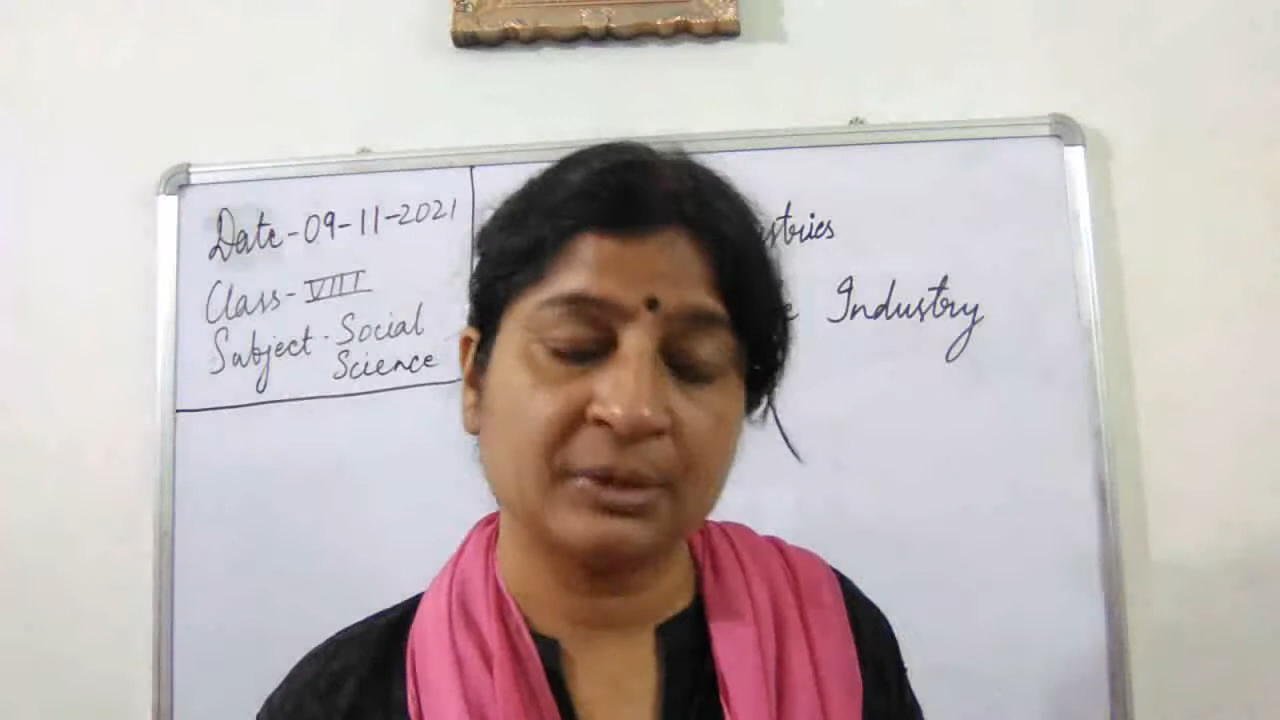 Date-09-11-2021
Class-VIII
Subject-Social
Science
Industry